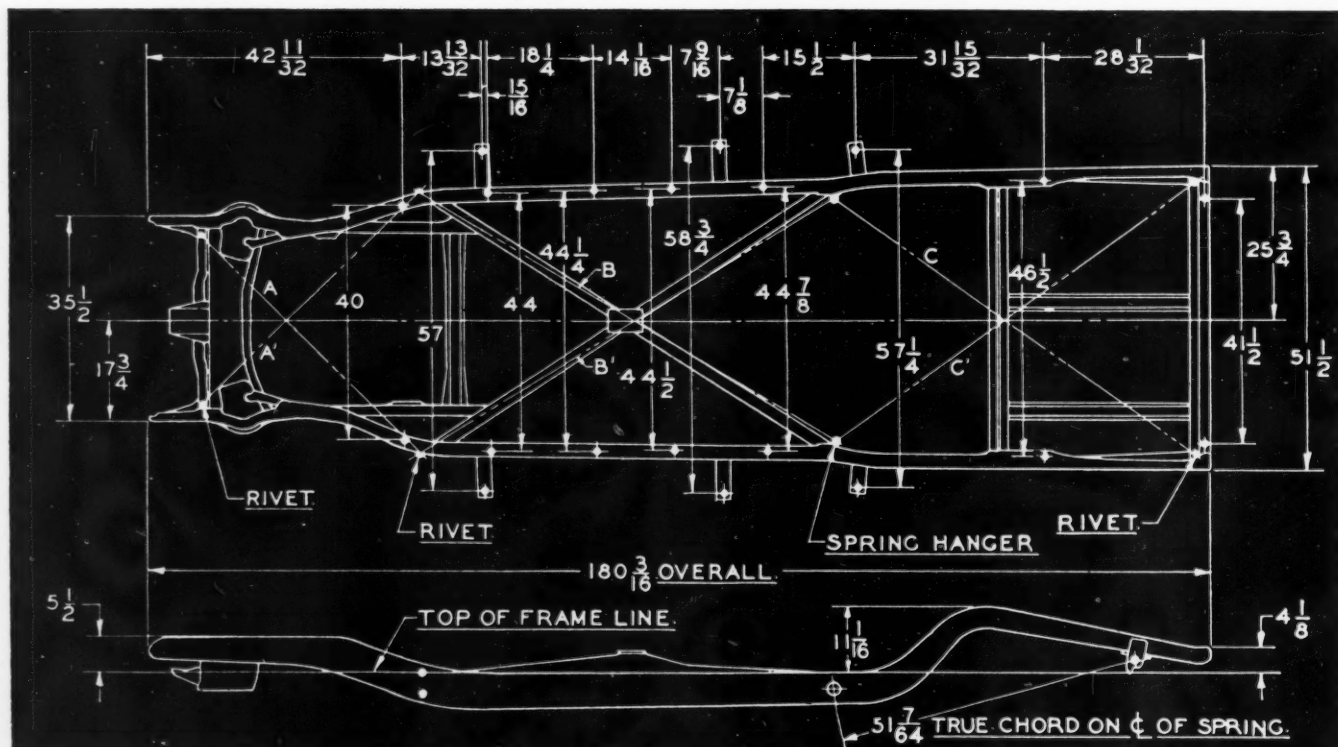 42 11/32 13 13/32 18 1/4 14 1/16 7 9/16 15 1/2 31 15/32 28 1/32
15/16 7 1/8
35 1/2
17 3/4
A
A'
40
57
44
44 1/4
B
B'
44 1/2
58 3/4
44 7/8
C
C'
57 1/4
46 1/2
25 3/4
41 1/2
51 1/2
RIVET
RIVET
SPRING HANGER
RIVET
180 3/16 OVERALL
5 1/2
TOP OF FRAME LINE
11 1/16
4 1/8
51 7/64 TRUE CHORD ON ℄ OF SPRING